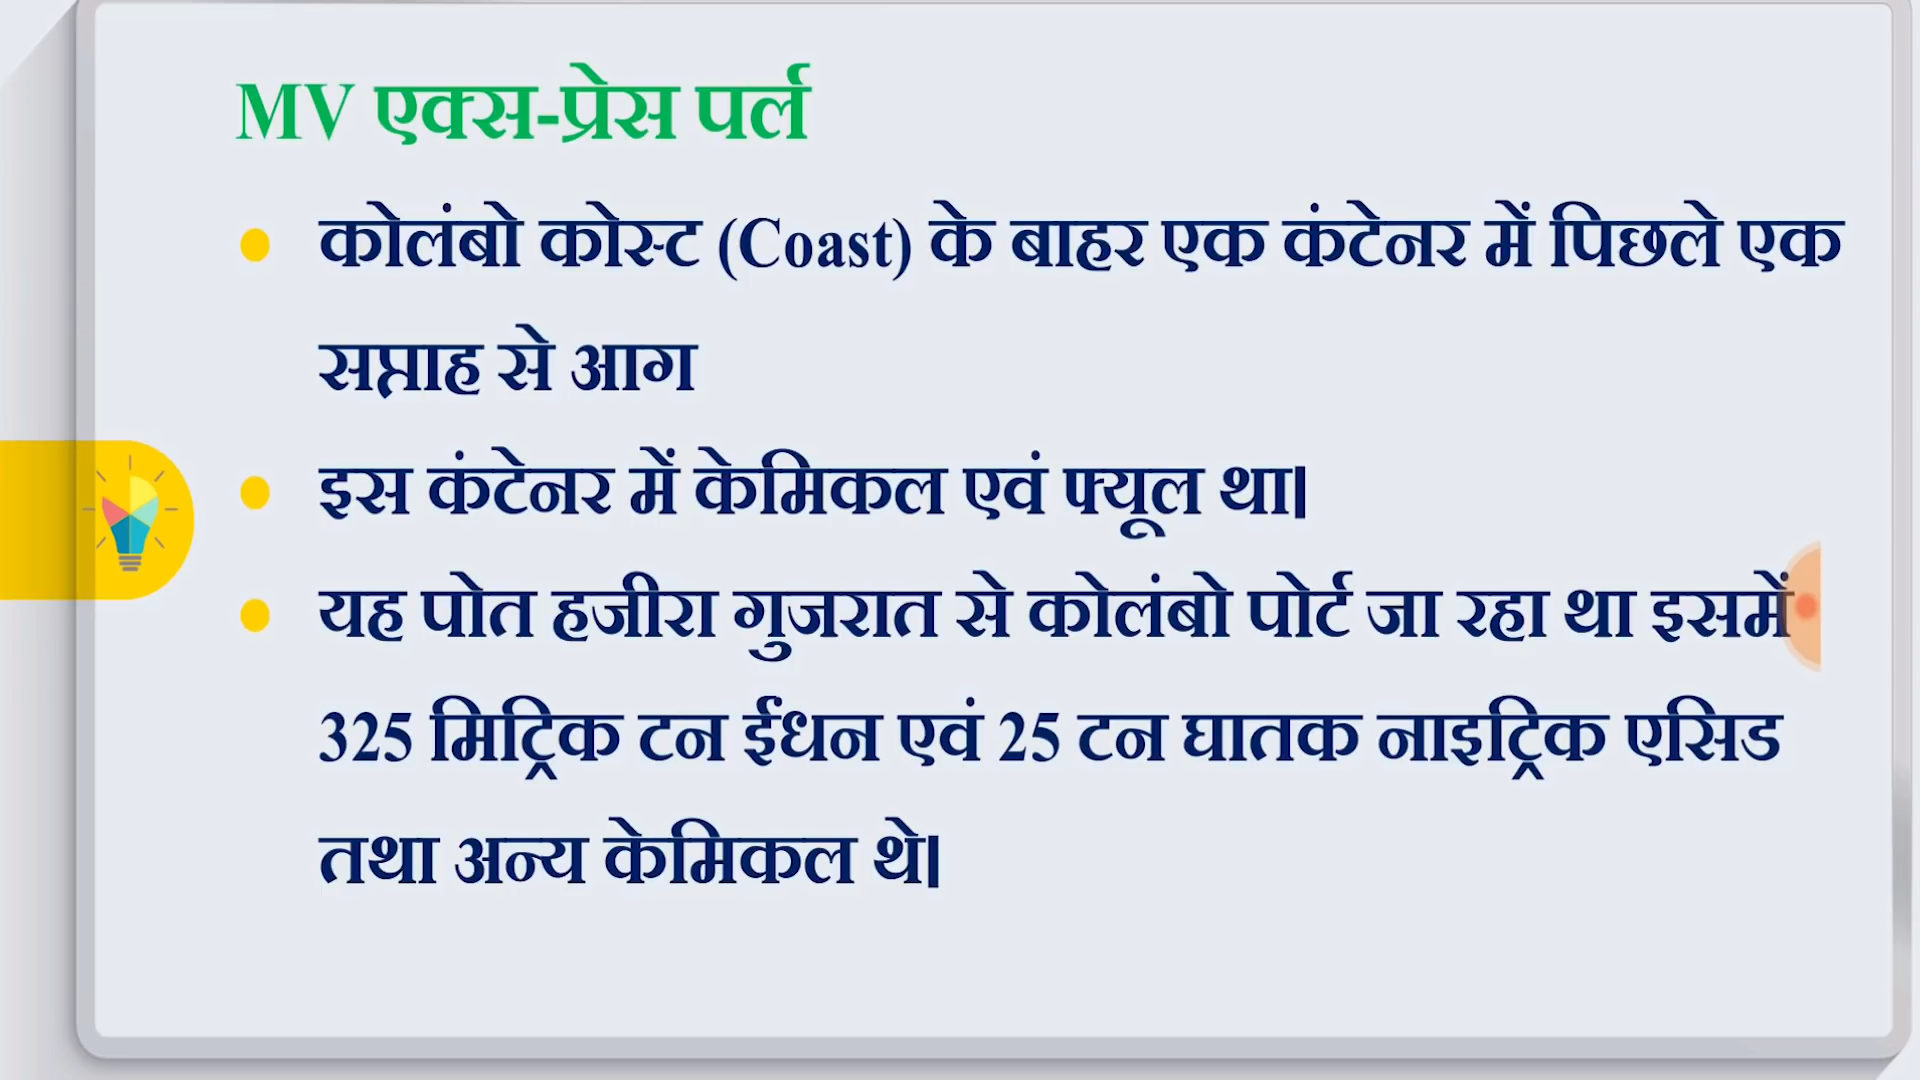 MV एक्स-प्रेस पर्ल
कोलंबो कोस्ट (Coast) के बाहर एक कंटेनर में पिछले एक
सप्ताह से आग
इस कंटेनर में केमिकल एवं फ्यूल था।
यह पोत हजीरा गुजरात से कोलंबो पोर्ट जा रहा था इसमें
325 मिट्रिक टन ईधन एवं 25 टन घातक नाइट्रिक एसिड
तथा अन्य केमिकल थे।